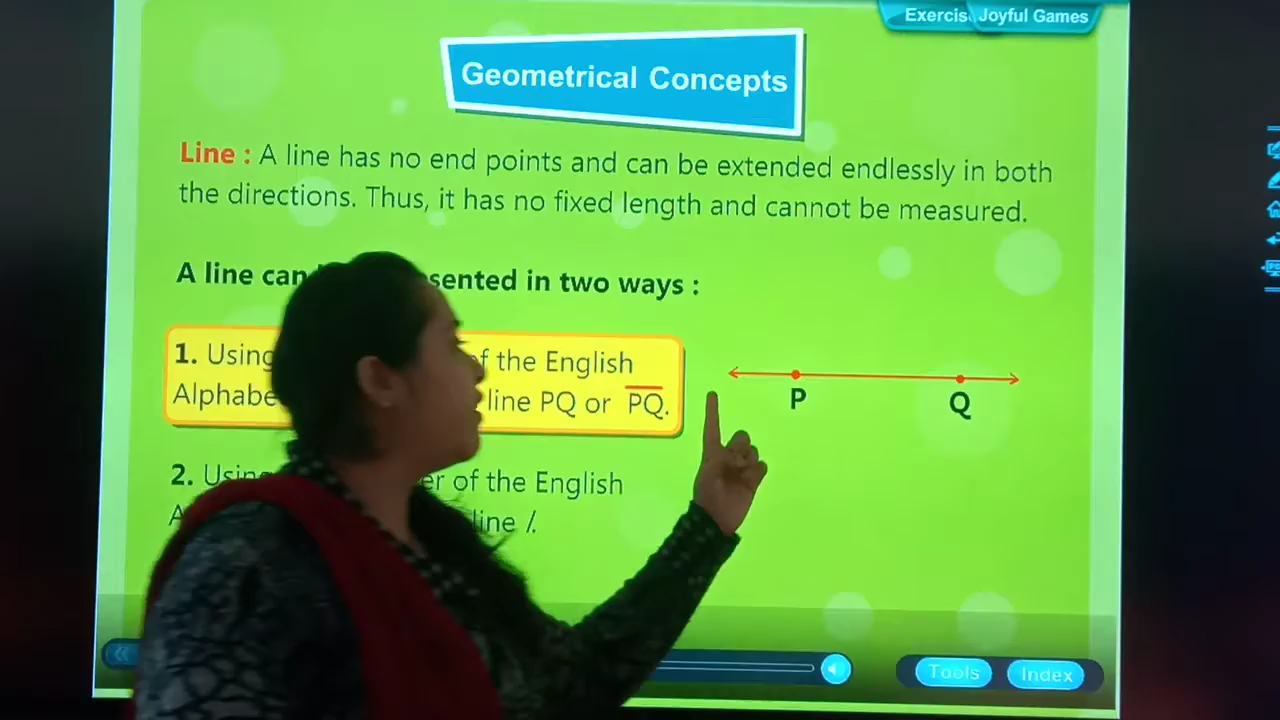 Exercis Joyful Games
Geometrical Concepts
Line : A line has no end points and can be extended endlessly in both
the directions. Thus, it has no fixed length and cannot be measured.
A line can sented in two ways :
1. Using of the English
Alphabe line PQ or PQ.
P Q
2. Using er of the English
line l.
Tools Index